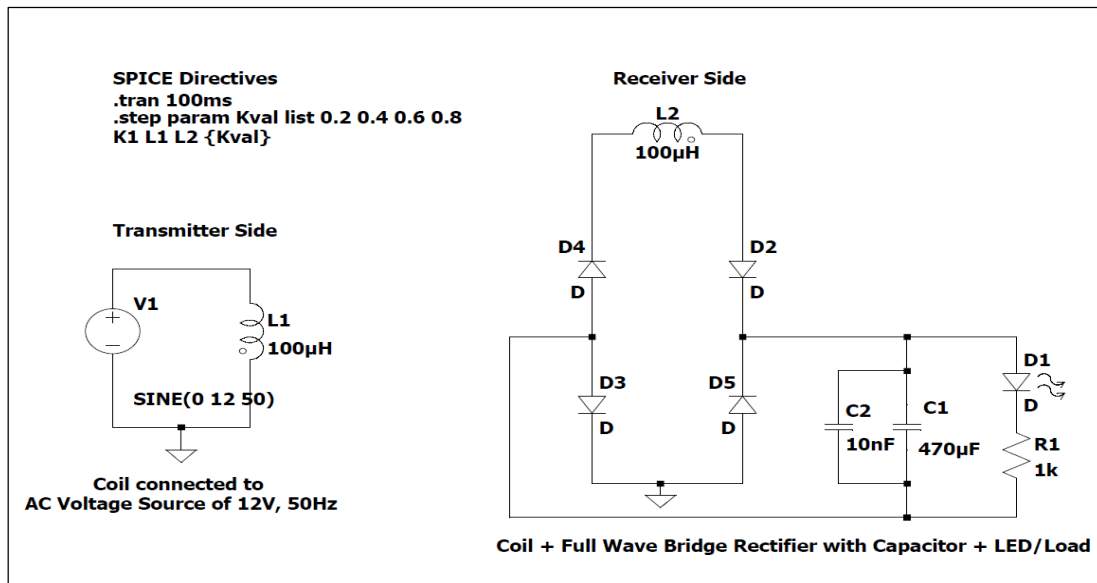 SPICE Directives
.tran 100ms
.step param Kval list 0.2 0.4 0.6 0.8
K1 L1 L2 {Kval}
Receiver Side
L2
100µH
Transmitter Side
V1
L1
100µH
SINE(0 12 50)
Coil connected to
AC Voltage Source of 12V, 50Hz
D4
D
D2
D
D3
D
D5
D
C2
10nF
C1
470µF
D1
D
R1
1k
Coil + Full Wave Bridge Rectifier with Capacitor + LED/Load